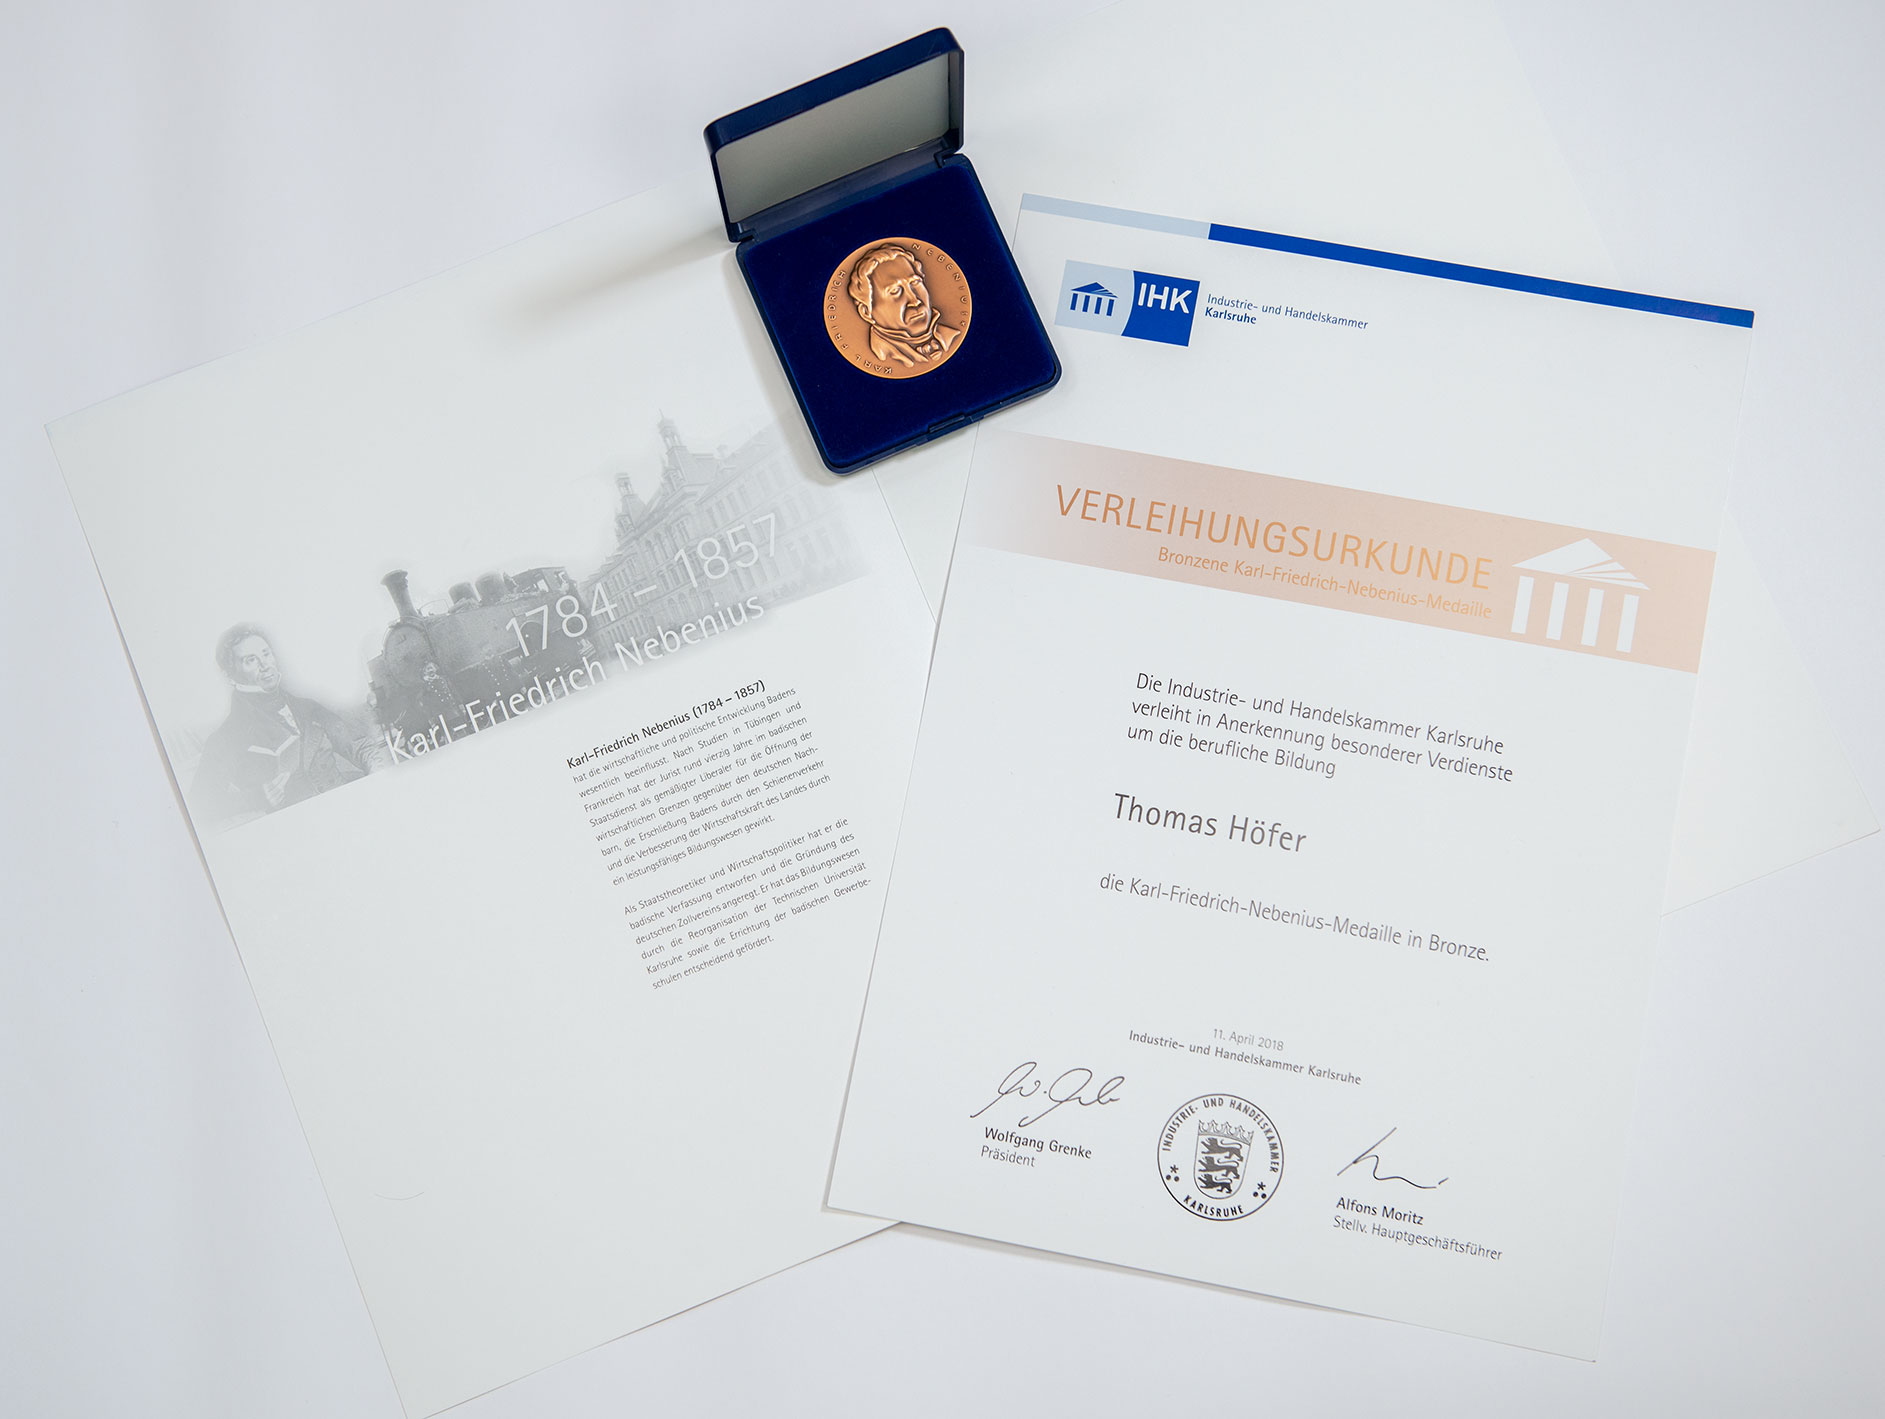 KARL FRIEDRICH NEBENIUS
1784 – 1857
Karl-Friedrich Nebenius
Karl-Friedrich Nebenius (1784 – 1857)
hat die wirtschaftliche und politische Entwicklung Badens
wesentlich beeinflusst. Nach Studien in Tübingen und
Frankreich hat der Jurist rund vierzig Jahre im badischen
Staatsdienst als gemäßigter Liberaler für die Öffnung der
wirtschaftlichen Grenzen gegenüber den deutschen Nach-
barn, die Erschließung Badens durch den Schienenverkehr
und die Verbesserung der Wirtschaftskraft des Landes durch
ein leistungsfähiges Bildungswesen gewirkt.
Als Staatstheoretiker und Wirtschaftspolitiker hat er die
badische Verfassung entworfen und die Gründung des
deutschen Zollvereins angeregt. Er hat das Bildungswesen
durch die Reorganisation der Technischen Universität
Karlsruhe sowie die Errichtung der badischen Gewerbe-
schulen entscheidend gefördert.
IHK
Industrie- und Handelskammer
Karlsruhe
VERLEIHUNGSURKUNDE
Bronzene Karl-Friedrich-Nebenius-Medaille
Die Industrie- und Handelskammer Karlsruhe
verleiht in Anerkennung besonderer Verdienste
um die berufliche Bildung
Thomas Höfer
die Karl-Friedrich-Nebenius-Medaille in Bronze.
11. April 2018
Industrie- und Handelskammer Karlsruhe
Wolfgang Grenke
Präsident
INDUSTRIE- UND HANDELSKAMMER
KARLSRUHE
Alfons Moritz
Stellv. Hauptgeschäftsführer